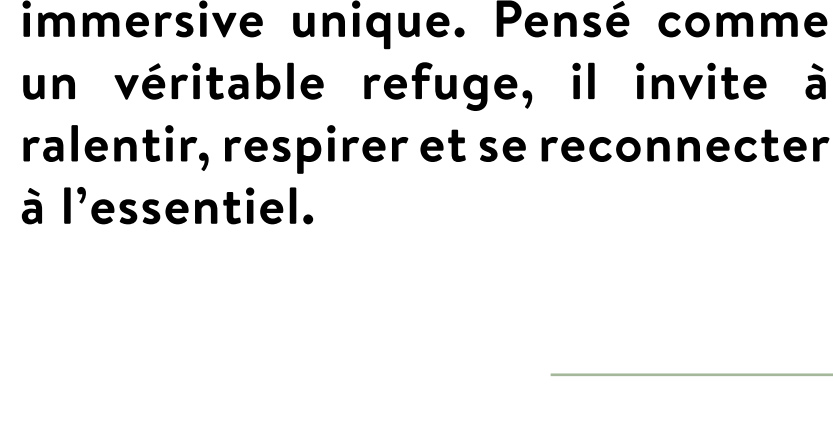 immersive unique. Pensé comme
un véritable refuge, il invite à
ralentir, respirer et se reconnecter
à l’essentiel.